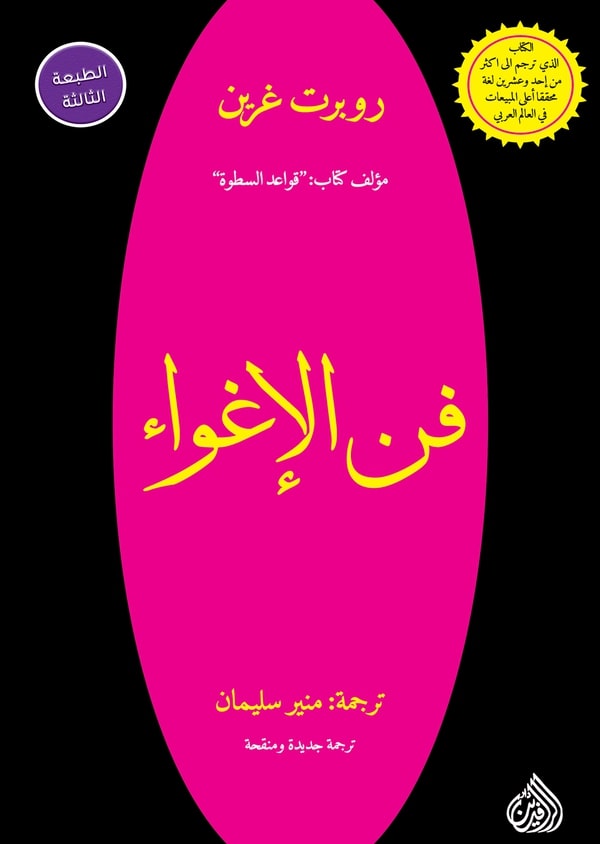 الطبعة
الثالثة
الكتاب
الذي ترجم الى اكثر
من إحد وعشرين لغة
محققا أعلى المبيعات
في العالم العربي
روبرت غرين
مؤلف كتاب: "قواعد السطوة"
فن الإغواء
ترجمة: منير سليمان
ترجمة جديدة ومنقحة
دار الرافدين